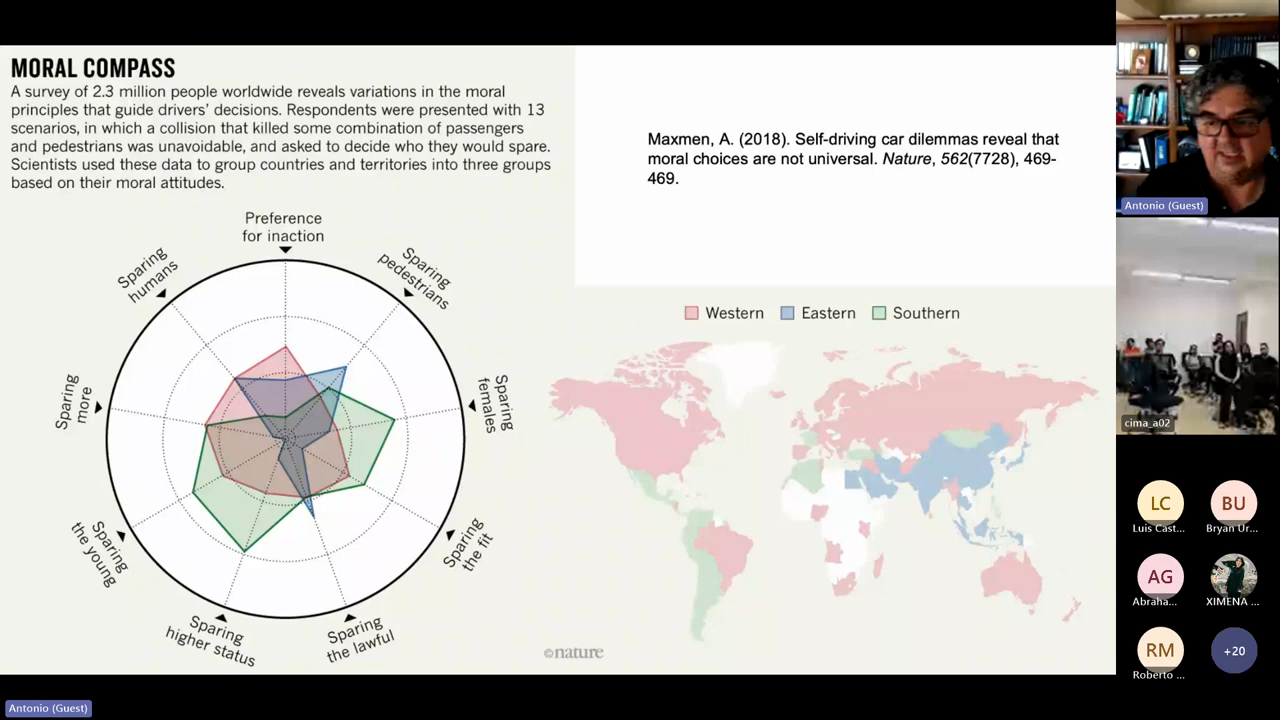 MORAL COMPASS
A survey of 2.3 million people worldwide reveals variations in the moral
principles that guide drivers' decisions. Respondents were presented with 13
scenarios, in which a collision that killed some combination of passengers
and pedestrians was unavoidable, and asked to decide who they would spare.
Scientists used these data to group countries and territories into three groups
based on their moral attitudes.
Maxmen, A. (2018). Self-driving car dilemmas reveal that
moral choices are not universal. Nature, 562(7728), 469-
469.
Preference
for inaction
Sparing
pedestrians
Sparing
females
Sparing
the fit
Sparing
the lawful
Sparing
higher status
Sparing
the young
Sparing
more
Sparing
humans
Western
Eastern
Southern
©nature
Antonio (Guest)
cima_a02
LC
Luis Cast...
BU
Bryan Ur...
AG
Abraha...
XIMENA ...
RM
Roberto ...
+20
Antonio (Guest)